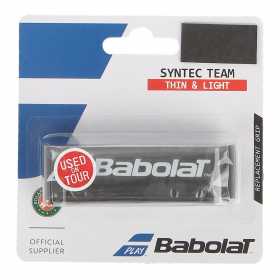 SYNTEC TEAM
THIN & LIGHT
REPLACEMENT GRIP
USED ON TOUR
BabolaT
OFFICIAL
SUPPLIER
PLAY
BabolaT